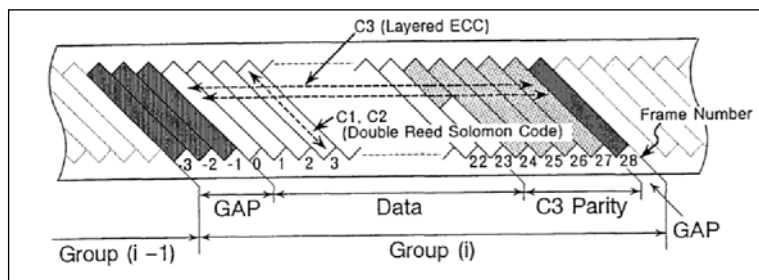 C3 (Layered ECC)
C1, C2
(Double Reed Solomon Code)
Frame Number
-3 -2 -1 0 1 2 3 22 23 24 25 26 27 28
GAP Data C3 Parity GAP
Group (i -1) Group (i)